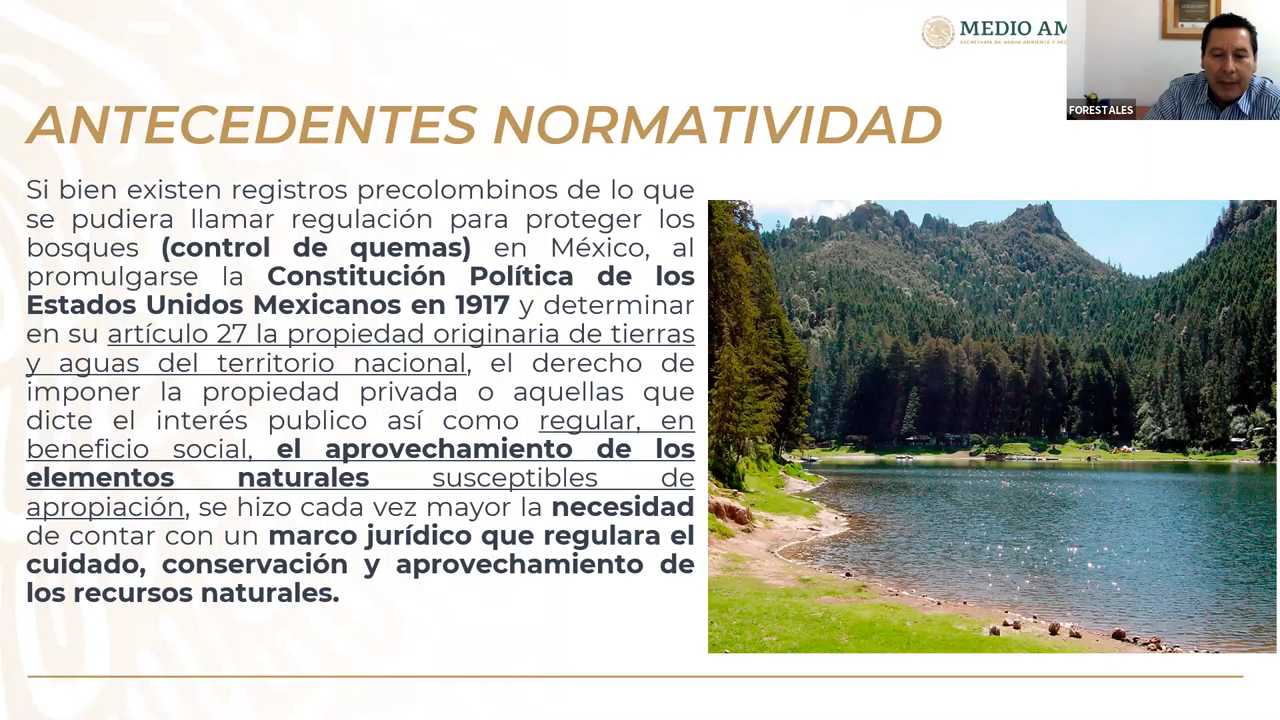 MEDIO AM
SECRETARÍA DE MEDIO AMBIENTE Y
FORESTALES
ANTECEDENTES NORMATIVIDAD
Si bien existen registros precolombinos de lo que
se pudiera llamar regulación para proteger los
bosques (control de quemas) en México, al
promulgarse la Constitución Política de los
Estados Unidos Mexicanos en 1917 y determinar
en su artículo 27 la propiedad originaria de tierras
y aguas del territorio nacional, el derecho de
imponer la propiedad privada o aquellas que
dicte el interés publico así como regular, en
beneficio social, el aprovechamiento de los
elementos naturales susceptibles de
apropiación, se hizo cada vez mayor la necesidad
de contar con un marco jurídico que regulara el
cuidado, conservación y aprovechamiento de
los recursos naturales.